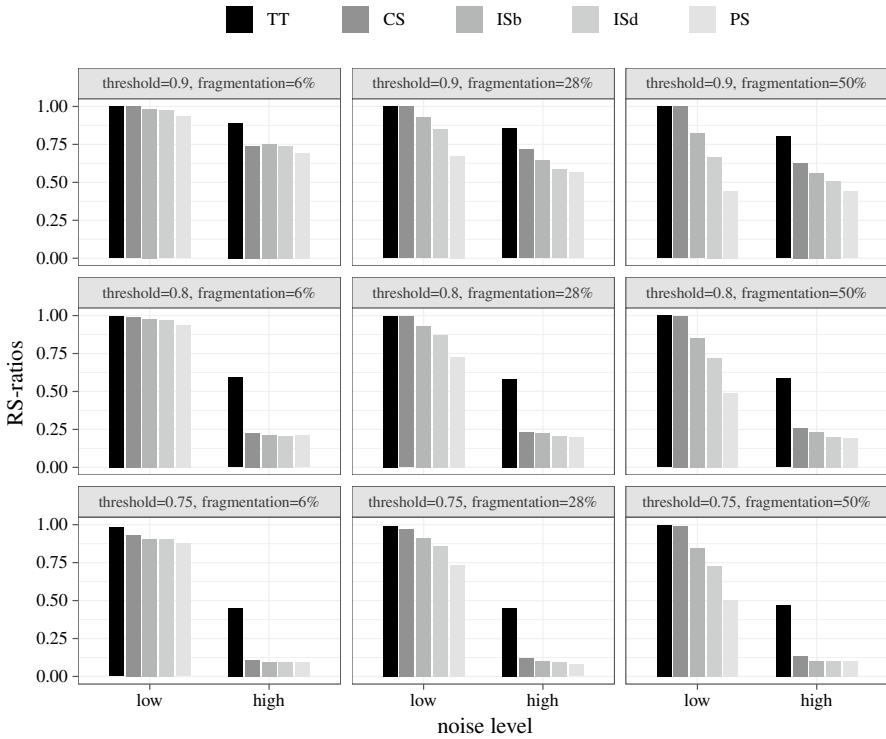 TT CS ISb ISd PS
threshold=0.9, fragmentation=6% threshold=0.9, fragmentation=28% threshold=0.9, fragmentation=50%
1.00
0.75
0.50
0.25
0.00
threshold=0.8, fragmentation=6% threshold=0.8, fragmentation=28% threshold=0.8, fragmentation=50%
1.00
0.75
0.50
0.25
0.00
RS-ratios
threshold=0.75, fragmentation=6% threshold=0.75, fragmentation=28% threshold=0.75, fragmentation=50%
1.00
0.75
0.50
0.25
0.00
low high low high low high
noise level